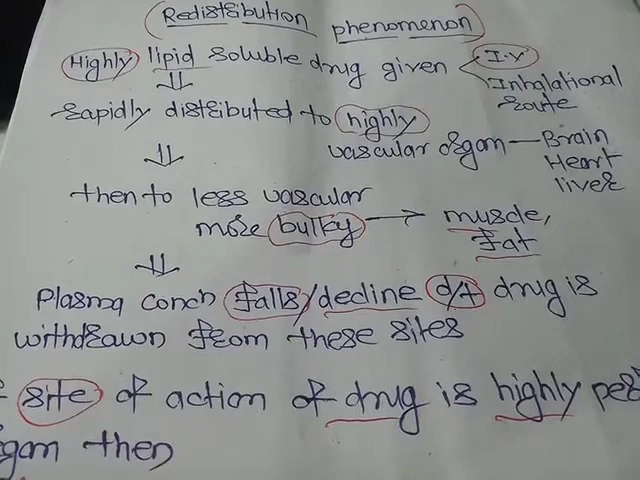 Redistribution phenomenon
Highly lipid soluble drug given I.V
Inhalational route
rapidly distributed to highly
vascular organ — Brain
Heart
liver
then to less vascular
more bulky → muscle,
Fat
Plasma concn falls/decline d/t drug is
withdrawn from these sites
site of action of drug is highly
then